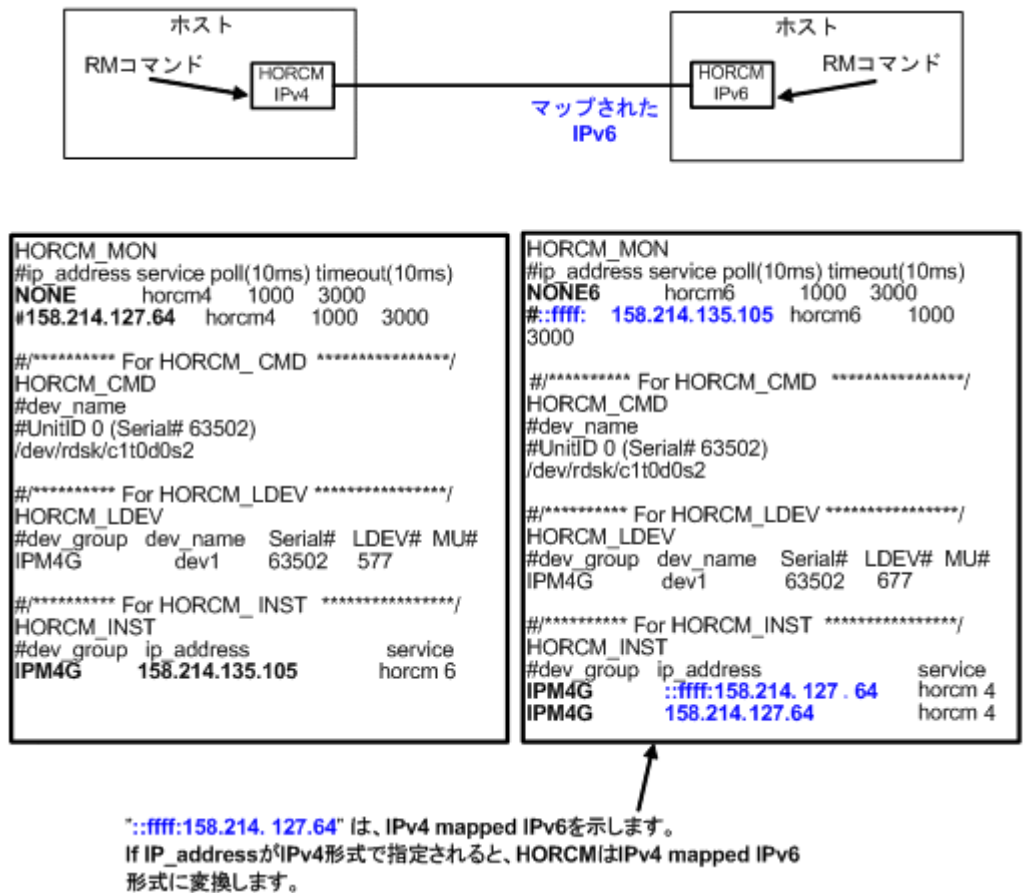 ホスト
RMコマンド
HORCM
IPv4
マップされた
IPv6
ホスト
RMコマンド
HORCM
IPv6
HORCM_MON
#ip_address service poll(10ms) timeout(10ms)
NONE horcm4 1000 3000
#158.214.127.64 horcm4 1000 3000
#/********** For HORCM_ CMD ****************/
HORCM_CMD
#dev_name
#UnitID 0 (Serial# 63502)
/dev/rdsk/c1t0d0s2
#/********** For HORCM_LDEV ****************/
HORCM_LDEV
#dev_group dev_name Serial# LDEV# MU#
IPM4G dev1 63502 577
#/********** For HORCM_ INST ****************/
HORCM_INST
#dev_group ip_address service
IPM4G 158.214.135.105 horcm 6
HORCM_MON
#ip_address service poll(10ms) timeout(10ms)
NONE6 horcm6 1000 3000
#::ffff: 158.214.135.105 horcm6 1000
3000
#/********** For HORCM_CMD ****************/
HORCM_CMD
#dev_name
#UnitID 0 (Serial# 63502)
/dev/rdsk/c1t0d0s2
#/********** For HORCM_LDEV ****************/
HORCM_LDEV
#dev_group dev_name Serial# LDEV# MU#
IPM4G dev1 63502 677
#/********** For HORCM_INST ****************/
HORCM_INST
#dev_group ip_address service
IPM4G ::ffff:158.214. 127 . 64 horcm 4
IPM4G 158.214.127.64 horcm 4
"::ffff:158.214. 127.64" は、IPv4 mapped IPv6を示します。
If IP_addressがIPv4形式で指定されると、HORCMはIPv4 mapped IPv6
形式に変換します。